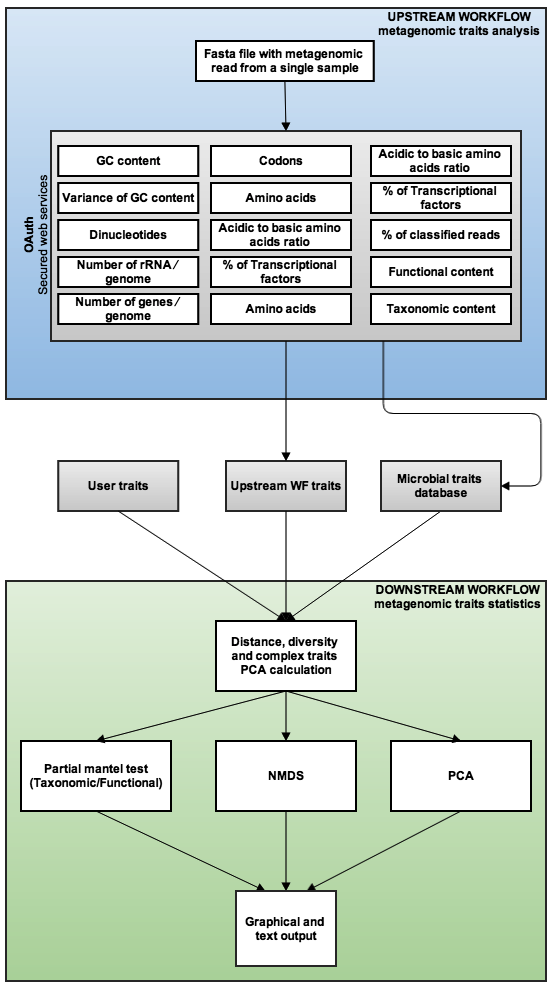 UPSTREAM WORKFLOW
metagenomic traits analysis
Fasta file with metagenomic
read from a single sample
OAuth
Secured web services
GC content
Variance of GC content
Dinucleotides
Number of rRNA/
genome
Number of genes/
genome
Codons
Amino acids
Acidic to basic amino
acids ratio
% of Transcriptional
factors
Amino acids
Acidic to basic amino
acids ratio
% of Transcriptional
factors
% of classified reads
Functional content
Taxonomic content
User traits
Upstream WF traits
Microbial traits
database
DOWNSTREAM WORKFLOW
metagenomic traits statistics
Distance, diversity
and complex traits
PCA calculation
Partial mantel test
(Taxonomic/Functional)
NMDS
PCA
Graphical and
text output